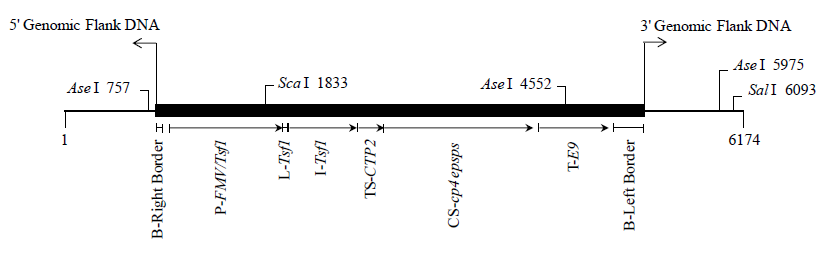 5' Genomic Flank DNA
3' Genomic Flank DNA
AseI 757
ScaI 1833
AseI 4552
AseI 5975
SalI 6093
1
6174
B-Right Border
P-FMV/Tsf1
L-Tsf1
I-Tsf1
TS-CTP2
CS-cp4 epsps
T-E9
B-Left Border